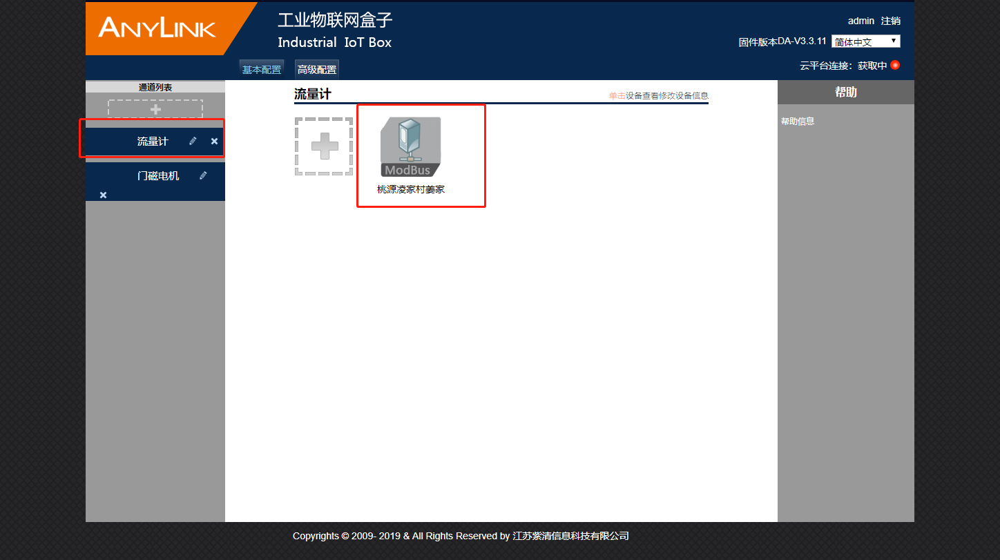 ANYLINK
工业物联网盒子
Industrial IoT Box
admin 注销
固件版本DA-V3.3.11 简体中文
云平台连接：获取中
基本配置 高级配置
通道列表
流量计
门磁电机
流量计
单击设备查看修改设备信息
ModBus
桃源凌家村姜家
帮助
帮助信息
Copyrights © 2009- 2019 & All Rights Reserved by 江苏紫清信息科技有限公司